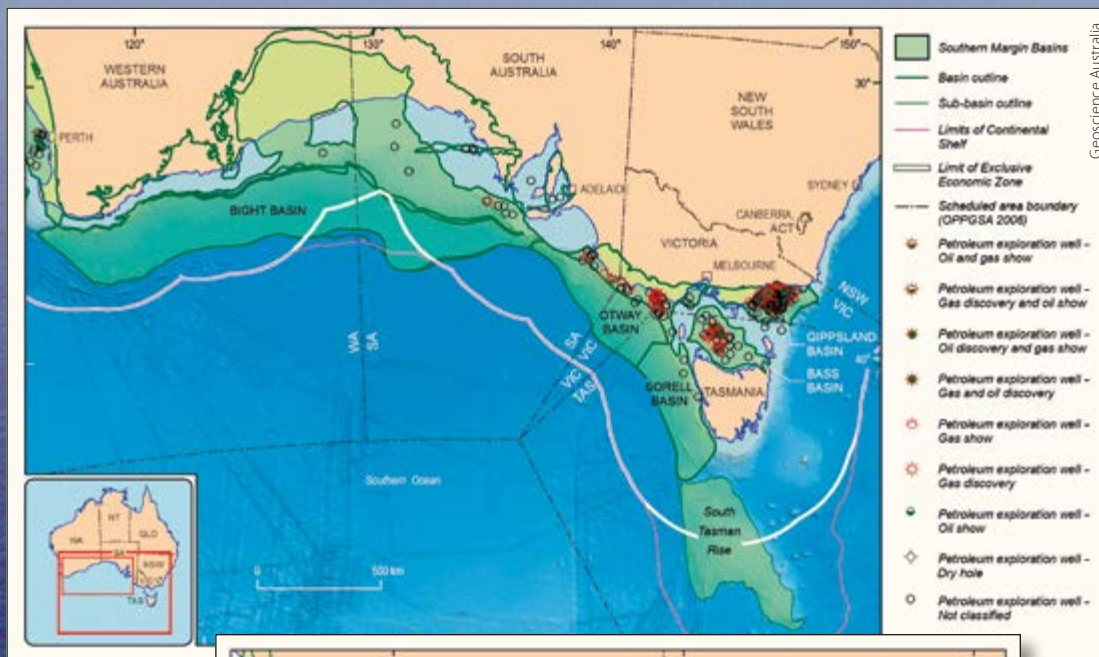 120°
130°
140°
150°
30°
40°
WESTERN
AUSTRALIA
SOUTH
AUSTRALIA
NEW
SOUTH
WALES
PERTH
ADELAIDE
SYDNEY
CANBERRA
ACT
VICTORIA
MELBOURNE
NSW
VIC
BIGHT BASIN
OTWAY
BASIN
GIPPSLAND
BASIN
BASS
BASIN
SORELL
BASIN
TASMANIA
WA
SA
SA
VIC
VIC
TAS
Southern Ocean
South
Tasman
Rise
0
500 km
NT
WA
QLD
SA
NSW
VIC
TAS
Southern Margin Basins
Basin outline
Sub-basin outline
Limits of Continental
Shelf
Limit of Exclusive
Economic Zone
Scheduled area boundary
(OPPGSA 2006)
Petroleum exploration well -
Oil and gas show
Petroleum exploration well -
Gas discovery and oil show
Petroleum exploration well -
Oil discovery and gas show
Petroleum exploration well -
Gas and oil discovery
Petroleum exploration well -
Gas show
Petroleum exploration well -
Gas discovery
Petroleum exploration well -
Oil show
Petroleum exploration well -
Dry hole
Petroleum exploration well -
Not classified
Geoscience Australia